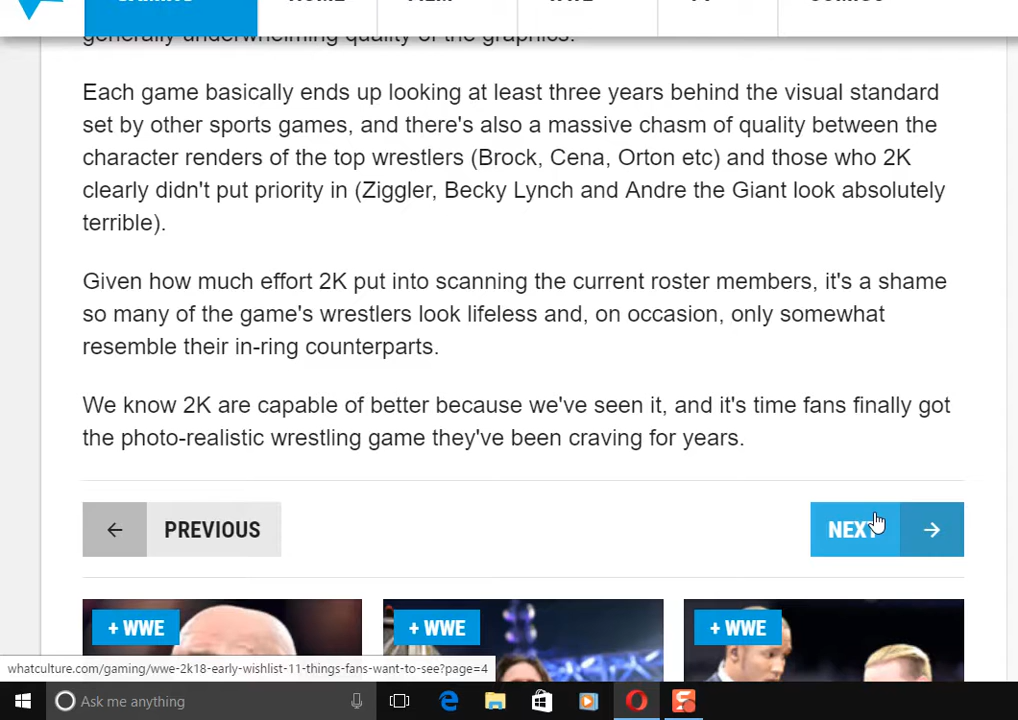 generally underwhelming quality of the graphics.
Each game basically ends up looking at least three years behind the visual standard
set by other sports games, and there's also a massive chasm of quality between the
character renders of the top wrestlers (Brock, Cena, Orton etc) and those who 2K
clearly didn't put priority in (Ziggler, Becky Lynch and Andre the Giant look absolutely
terrible).
Given how much effort 2K put into scanning the current roster members, it's a shame
so many of the game's wrestlers look lifeless and, on occasion, only somewhat
resemble their in-ring counterparts.
We know 2K are capable of better because we've seen it, and it's time fans finally got
the photo-realistic wrestling game they've been craving for years.
PREVIOUS
NEXT
+ WWE
+ WWE
+ WWE
whatculture.com/gaming/wwe-2k18-early-wishlist-11-things-fans-want-to-see?page=4
Ask me anything